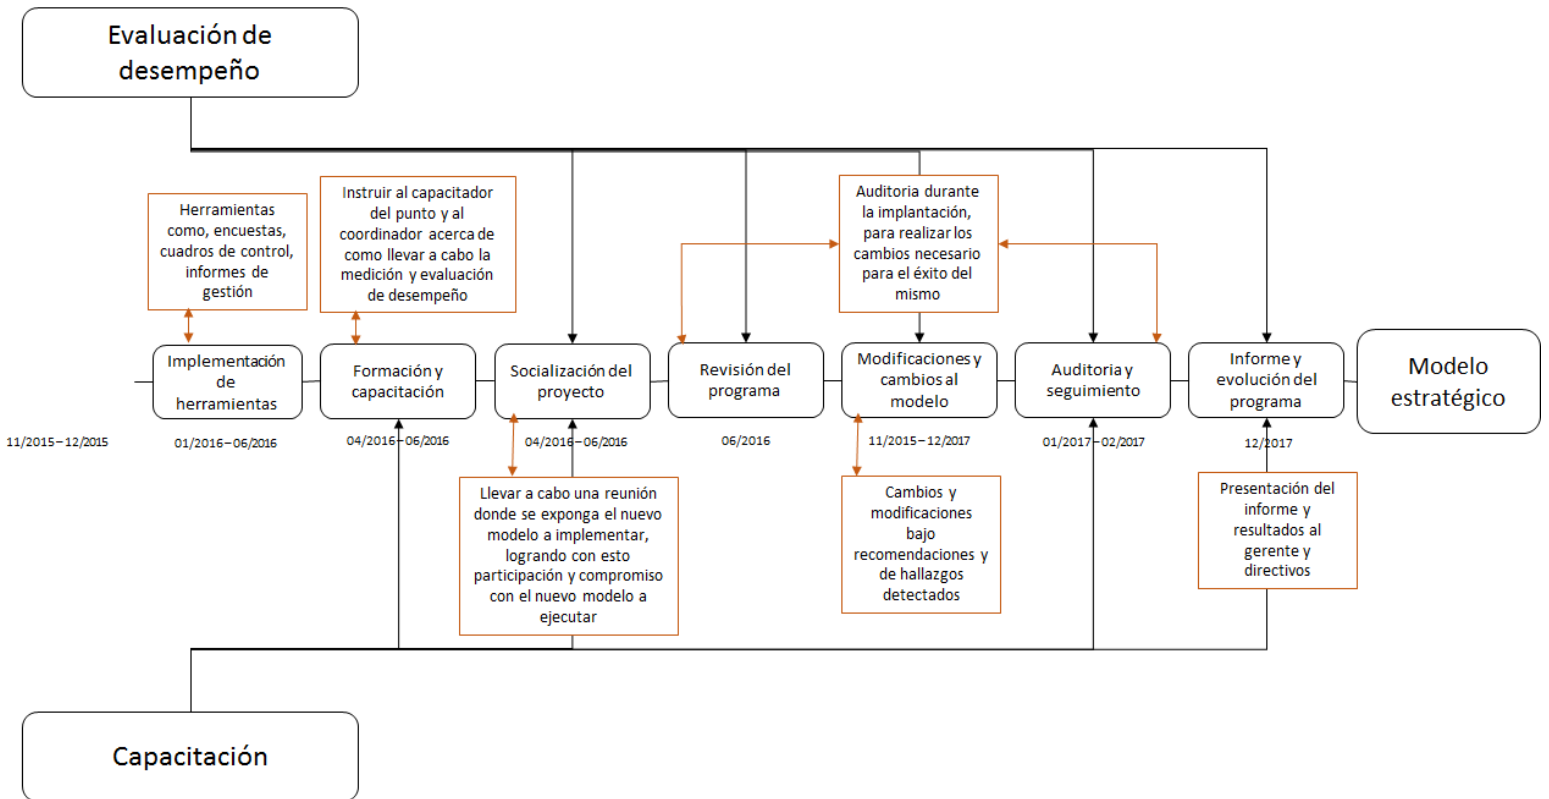 Evaluación de
desempeño
Herramientas
como, encuestas,
cuadros de control,
informes de
gestión
Instruir al capacitador
del punto y al
coordinador acerca de
como llevar a cabo la
medición y evaluación
de desempeño
Auditoria durante
la implantación,
para realizar los
cambios necesario
para el éxito del
mismo
Implementación
de
herramientas
Formación y
capacitación
Socialización del
proyecto
Revisión del
programa
Modificaciones y
cambios al
modelo
Auditoria y
seguimiento
Informe y
evolución del
programa
Modelo
estratégico
11/2015–12/2015
01/2016–06/2016
04/2016–06/2016
04/2016–06/2016
06/2016
11/2015–12/2017
01/2017–02/2017
12/2017
Llevar a cabo una reunión
donde se exponga el nuevo
modelo a implementar,
logrando con esto
participación y compromiso
con el nuevo modelo a
ejecutar
Cambios y
modificaciones
bajo
recomendaciones y
de hallazgos
detectados
Presentación del
informe y
resultados al
gerente y
directivos
Capacitación